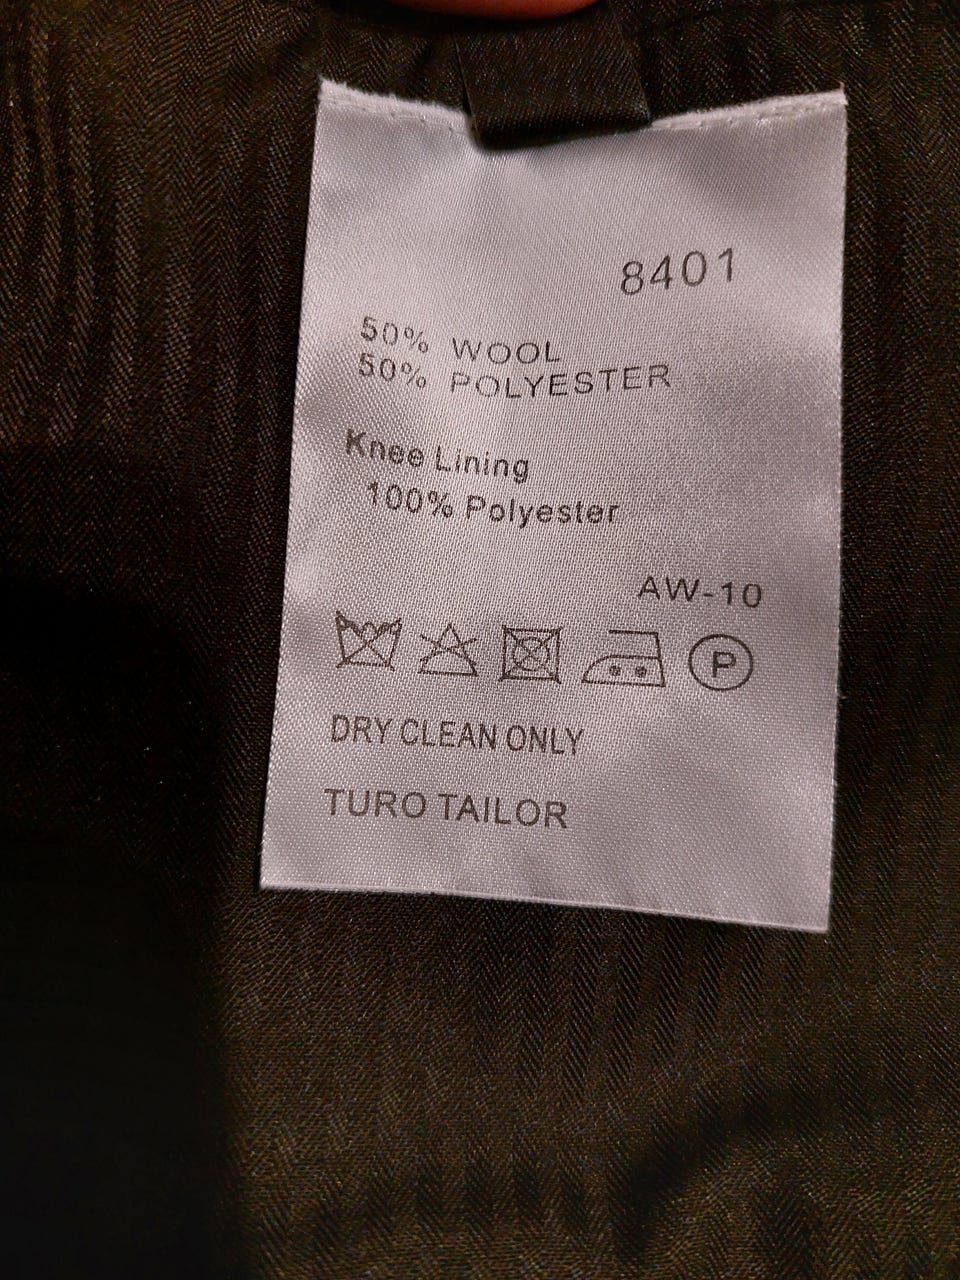 8401
50% WOOL
50% POLYESTER
Knee Lining
100% Polyester
AW-10
P
DRY CLEAN ONLY
TURO TAILOR